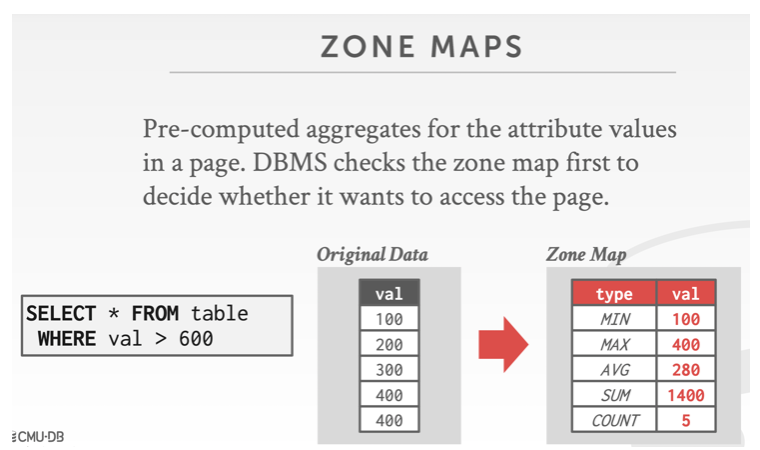 ZONE MAPS
Pre-computed aggregates for the attribute values
in a page. DBMS checks the zone map first to
decide whether it wants to access the page.
Original Data
Zone Map
SELECT * FROM table
WHERE val > 600
val
100
200
300
400
400
type val
MIN 100
MAX 400
AVG 280
SUM 1400
COUNT 5
CMU-DB